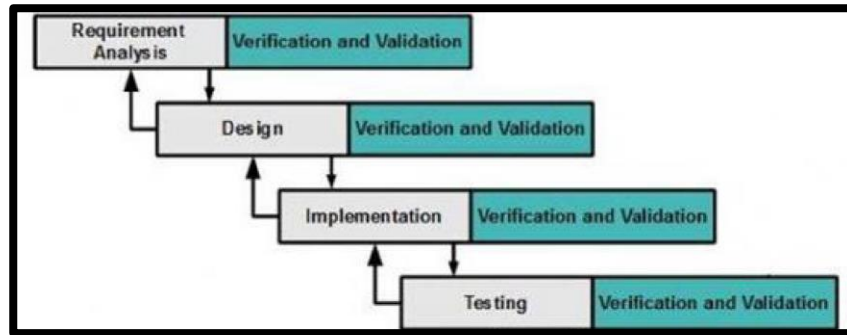 Requirement
Analysis
Verification and Validation
Design
Verification and Validation
Implementation
Verification and Validation
Testing
Verification and Validation